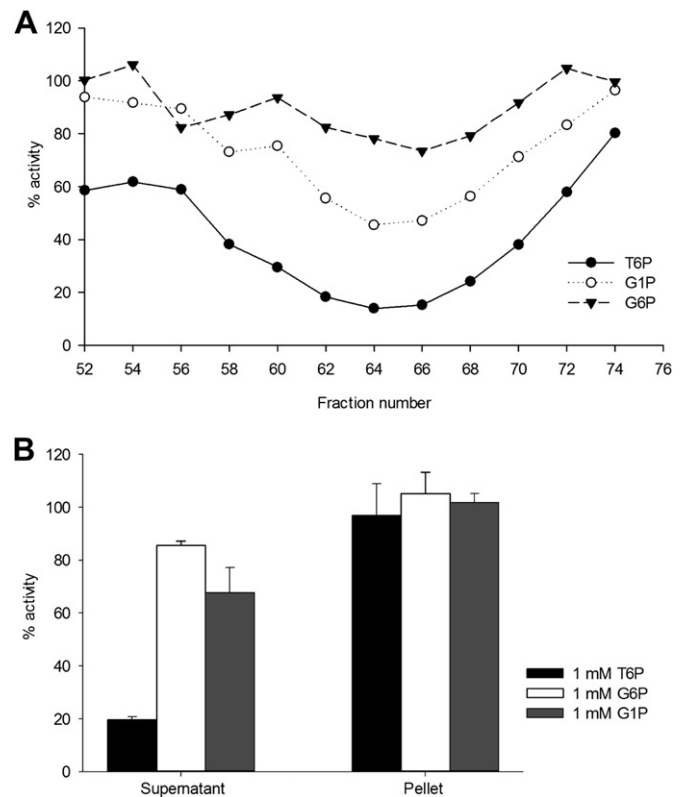 A
120
100
80
60
40
20
0
% activity
T6P
G1P
G6P
52 54 56 58 60 62 64 66 68 70 72 74 76
Fraction number
B
120
100
80
60
40
20
0
% activity
1 mM T6P
1 mM G6P
1 mM G1P
Supernatant Pellet